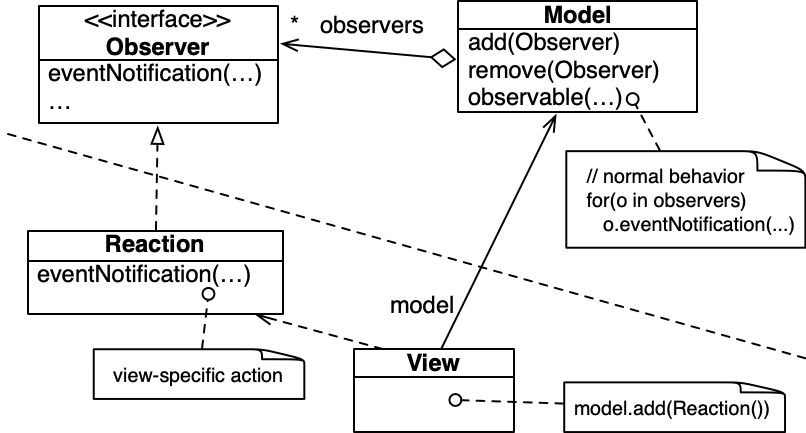 <<interface>>
Observer
eventNotification(…)
…
* observers
Model
add(Observer)
remove(Observer)
observable(…)
// normal behavior
for(o in observers)
o.eventNotification(...)
Reaction
eventNotification(…)
view-specific action
model
View
model.add(Reaction())